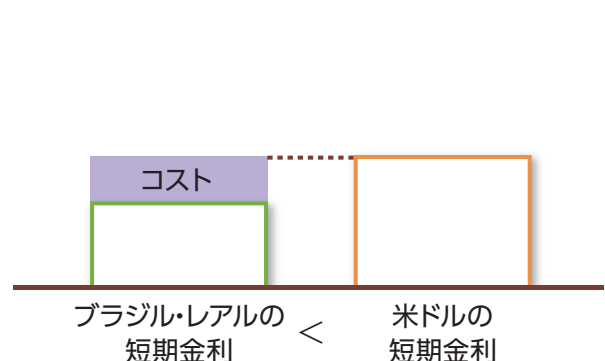 コスト
ブラジル・レアルの
短期金利
<
米ドルの
短期金利